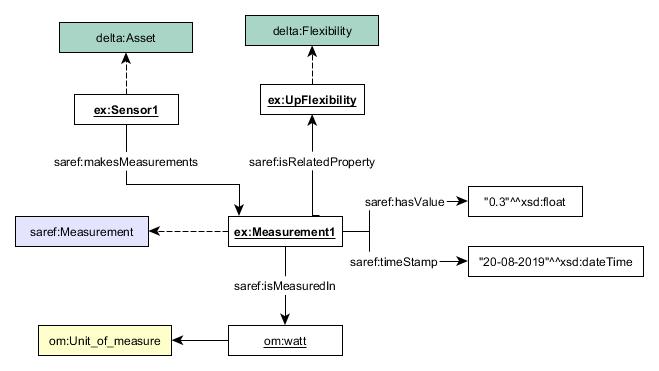 delta:Asset
delta:Flexibility
ex:Sensor1
ex:UpFlexibility
saref:makesMeasurements
saref:isRelatedProperty
saref:hasValue
"0.3"^^xsd:float
saref:Measurement
ex:Measurement1
saref:timeStamp
"20-08-2019"^^xsd:dateTime
saref:isMeasuredIn
om:Unit_of_measure
om:watt